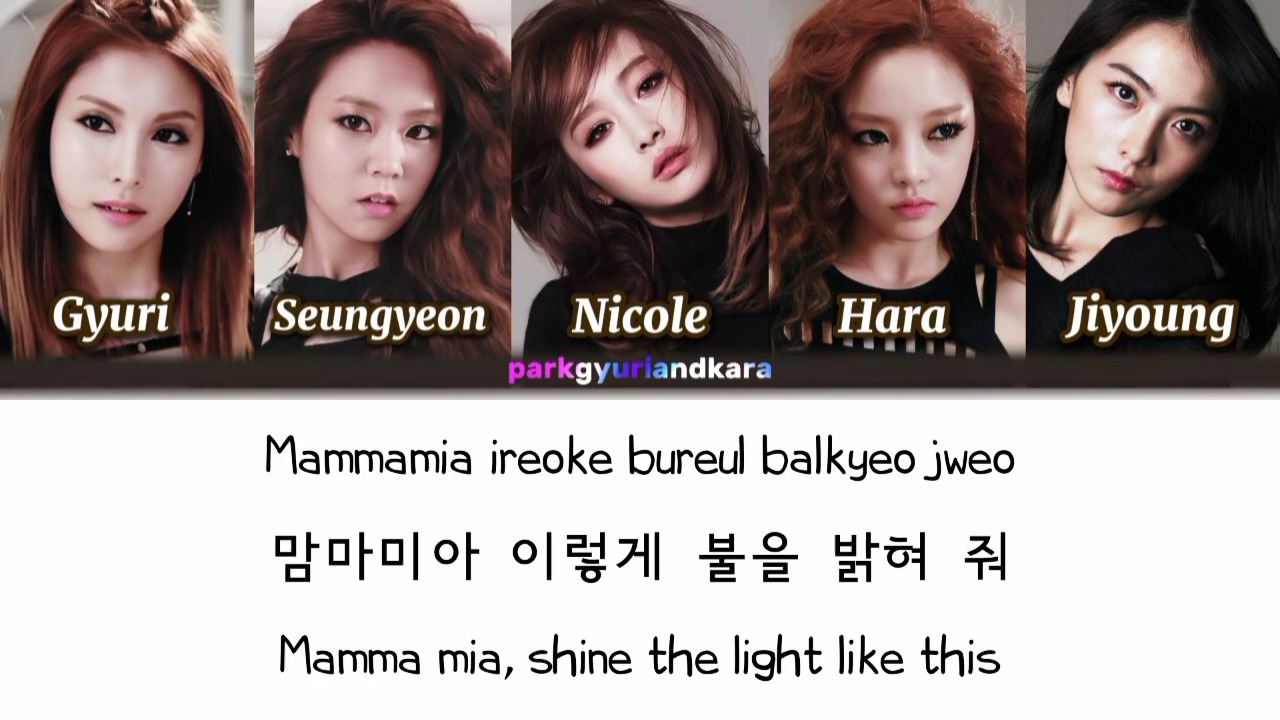 Gyuri Seungyeon Nicole Hara Jiyoung
parkgyuriandkara
Mammamia ireoke bureul balkyeo jweo
맘마미아 이렇게 불을 밝혀 줘
Mamma mia, shine the light like this